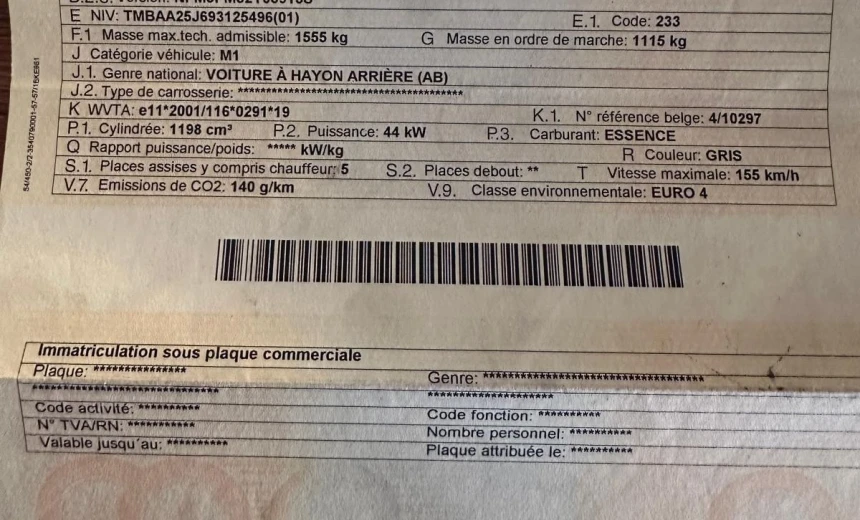 E NIV: TMBAA25J693125496(01) E.1. Code: 233
F.1 Masse max.tech. admissible: 1555 kg G Masse en ordre de marche: 1115 kg
J Catégorie véhicule: M1
J.1. Genre national: VOITURE À HAYON ARRIÈRE (AB)
J.2. Type de carrosserie: ****************************************
K WVTA: e11*2001/116*0291*19 K.1. N° référence belge: 4/10297
P.1. Cylindrée: 1198 cm³ P.2. Puissance: 44 kW P.3. Carburant: ESSENCE
Q Rapport puissance/poids: ***** kW/kg R Couleur: GRIS
S.1. Places assises y compris chauffeur: 5 S.2. Places debout: ** T Vitesse maximale: 155 km/h
V.7. Emissions de CO2: 140 g/km V.9. Classe environnementale: EURO 4
Immatriculation sous plaque commerciale
Plaque: *************** Genre: ***********************************
****************************** ********************
Code activité: ********** Code fonction: **********
N° TVA/RN: *********** Nombre personnel: **********
Valable jusqu'au: ********** Plaque attribuée le: **********